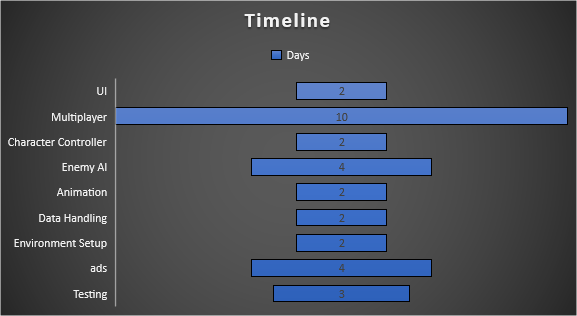 Timeline
Days
UI 2
Multiplayer 10
Character Controller 2
Enemy AI 4
Animation 2
Data Handling 2
Environment Setup 2
ads 4
Testing 3